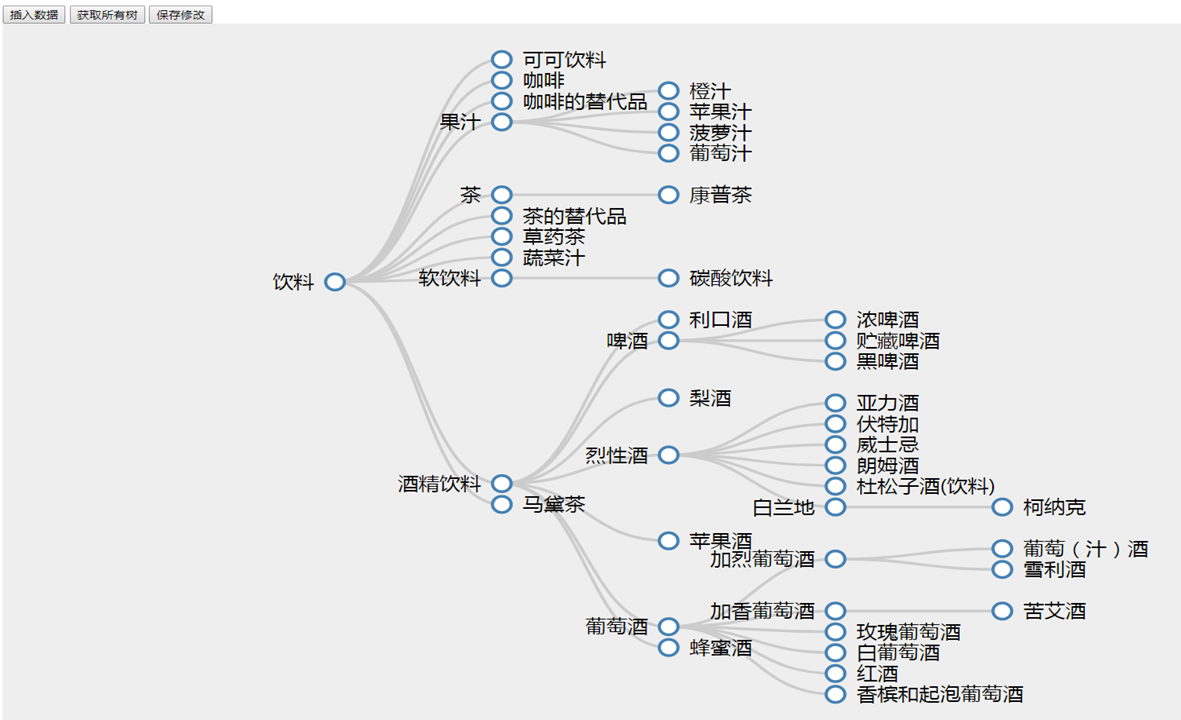 插入数据 获取所有树 保存修改
可可饮料
咖啡
橙汁
咖啡的替代品
苹果汁
果汁
菠萝汁
葡萄汁
茶 康普茶
茶的替代品
草药茶
蔬菜汁
软饮料 碳酸饮料
饮料
利口酒 浓啤酒
啤酒 贮藏啤酒
黑啤酒
梨酒 亚力酒
伏特加
威士忌
烈性酒
朗姆酒
酒精饮料 杜松子酒(饮料)
马黛茶 白兰地 柯纳克
苹果酒
葡萄（汁）酒
加烈葡萄酒
雪利酒
加香葡萄酒 苦艾酒
葡萄酒 玫瑰葡萄酒
蜂蜜酒 白葡萄酒
红酒
香槟和起泡葡萄酒